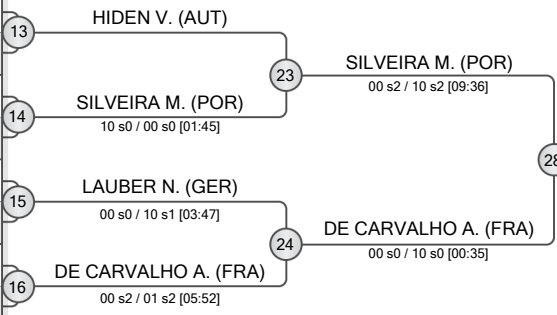 HIDEN V. (AUT)
13
23
SILVEIRA M. (POR)
00 s2 / 10 s2 [09:36]
SILVEIRA M. (POR)
14
10 s0 / 00 s0 [01:45]
28
LAUBER N. (GER)
15
00 s0 / 10 s1 [03:47]
24
DE CARVALHO A. (FRA)
00 s0 / 10 s0 [00:35]
DE CARVALHO A. (FRA)
16
00 s2 / 01 s2 [05:52]